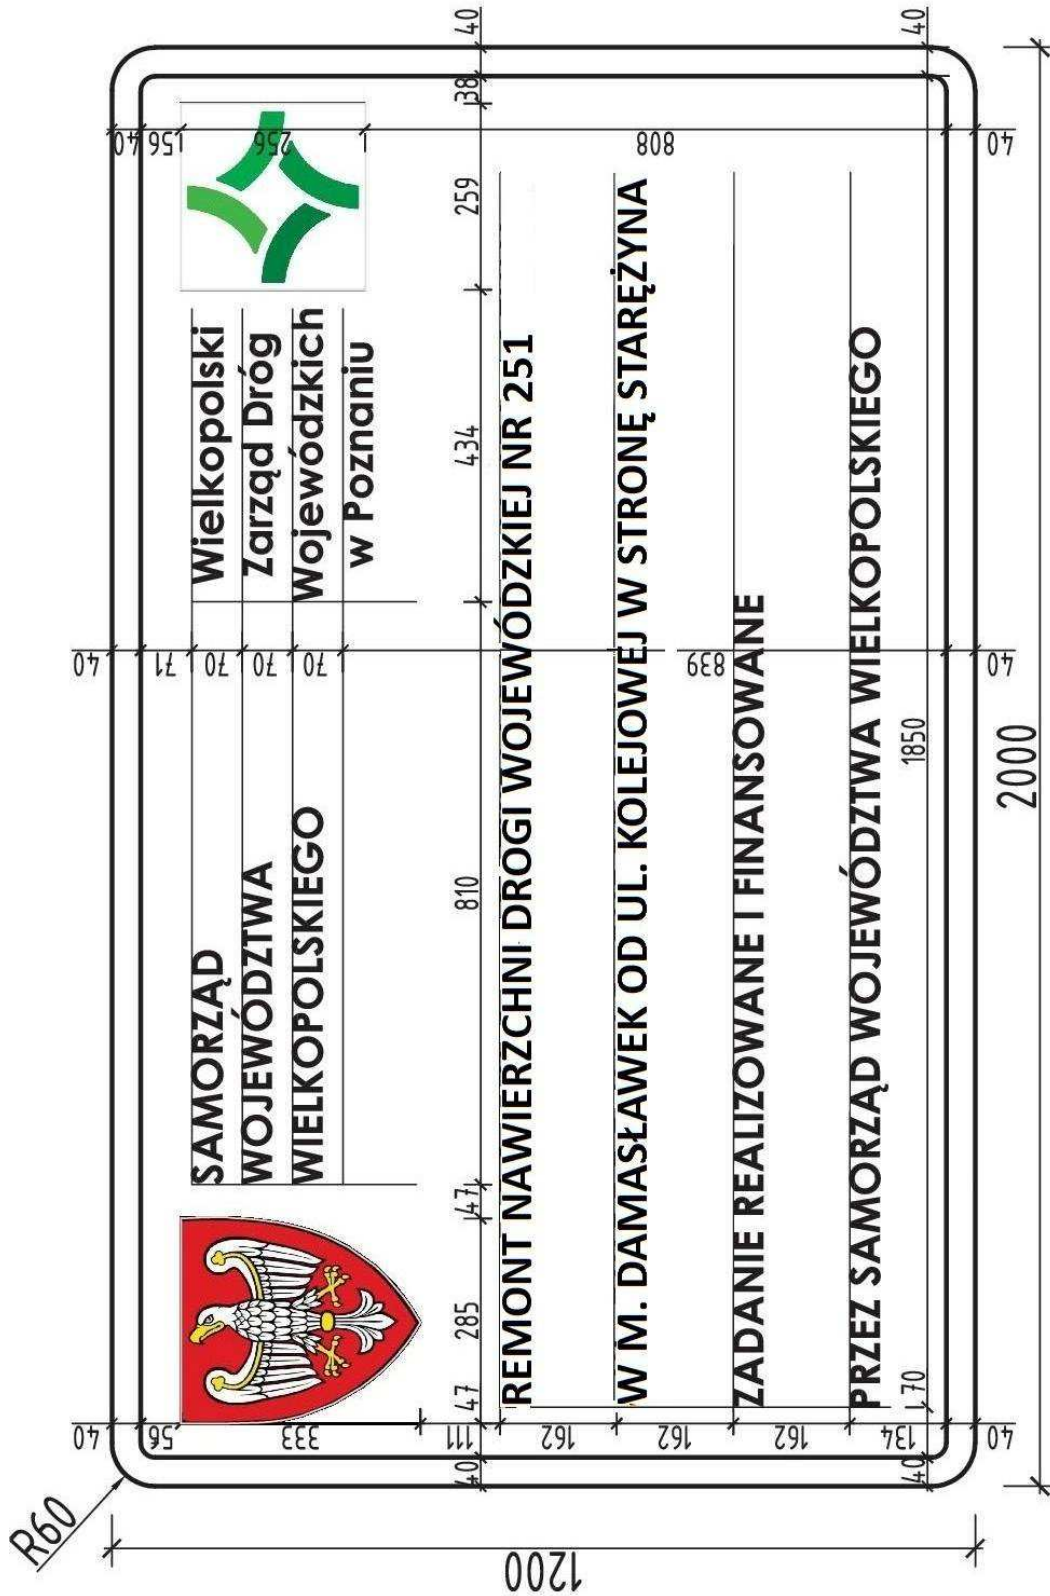 SAMORZĄD
WOJEWÓDZTWA
WIELKOPOLSKIEGO
Wielkopolski
Zarząd Dróg
Wojewódzkich
w Poznaniu
REMONT NAWIERZCHNI DROGI WOJEWÓDZKIEJ NR 251
W M. DAMASŁAWEK OD UL. KOLEJOWEJ W STRONĘ STARĘŻYNA
ZADANIE REALIZOWANE I FINANSOWANE
PRZEZ SAMORZĄD WOJEWÓDZTWA WIELKOPOLSKIEGO
R60
1200
2000
40 56 333 111 162 162 162 134 40
40 71 70 70 70 839 40
40 56 256 808 40
40 47 285 47 810 434 259 38 40
40 70 1850 40